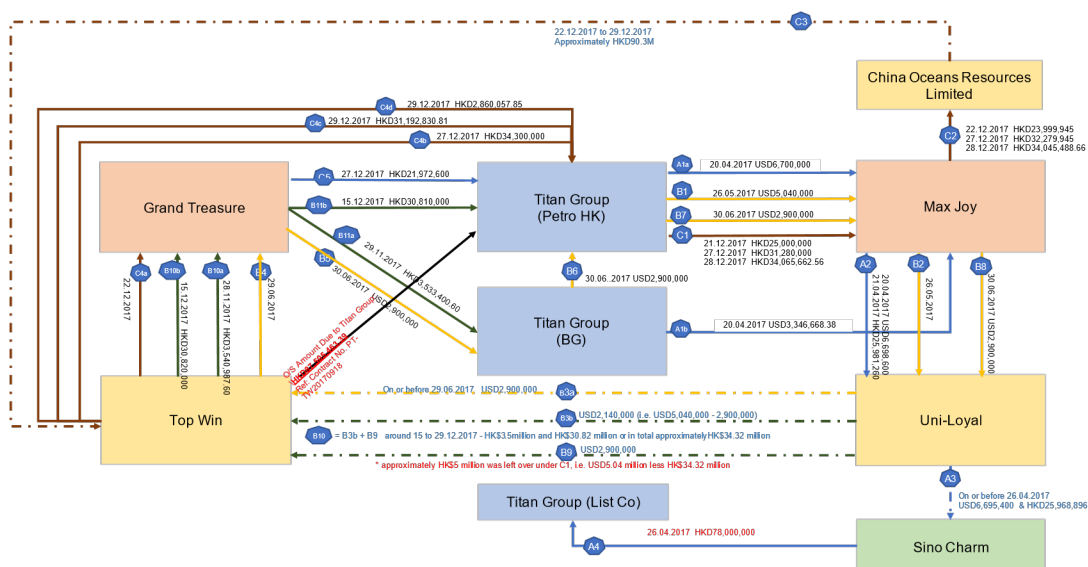 C3
22.12.2017 to 29.12.2017
Approximately HKD90.3M
China Oceans Resources
Limited
C4d
29.12.2017 HKD2,860,057.85
C4c
29.12.2017 HKD31,192,830.81
C4b
27.12.2017 HKD34,300,000
C2
22.12.2017 HKD23,999,945
27.12.2017 HKD32,279,945
28.12.2017 HKD34,045,488.66
Grand Treasure
C5
27.12.2017 HKD21,972,600
B11b
15.12.2017 HKD30,810,000
B11a
29.11.2017 HKD3,533,400.60
B5
30.06.2017 USD2,900,000
Titan Group
(Petro HK)
A1a
20.04.2017 USD6,700,000
B1
26.05.2017 USD5,040,000
B7
30.06.2017 USD2,900,000
C1
21.12.2017 HKD25,000,000
27.12.2017 HKD31,280,000
28.12.2017 HKD34,065,662.56
Max Joy
C4a
22.12.2017
B10b
15.12.2017 HKD30,820,000
B10a
28.11.2017 HKD3,540,987.60
B4
29.06.2017
O/S Amount Due to Titan Group
Ref: Contract No. PT-
TW20170918
B6
30.06.2017 USD2,900,000
Titan Group
(BG)
A1b
20.04.2017 USD3,346,668.38
A2
20.04.2017 USD6,698,600
21.04.2017 HKD25,981,260
B2
26.05.2017
B8
30.06.2017 USD2,900,000
Top Win
On or before 29.06.2017 USD2,900,000
B3a
B3b
USD2,140,000 (i.e. USD5,040,000 - 2,900,000)
B10
= B3b + B9 around 15 to 29.12.2017 - HK$3.5million and HK$30.82 million or in total approximatelyHK$34.32 million
B9
USD2,900,000
* approximately HK$5 million was left over under C1, i.e. USD5.04 million less HK$34.32 million
Uni-Loyal
A3
On or before 26.04.2017
USD6,695,400 & HKD25,968,896
Titan Group (List Co)
26.04.2017 HKD78,000,000
A4
Sino Charm